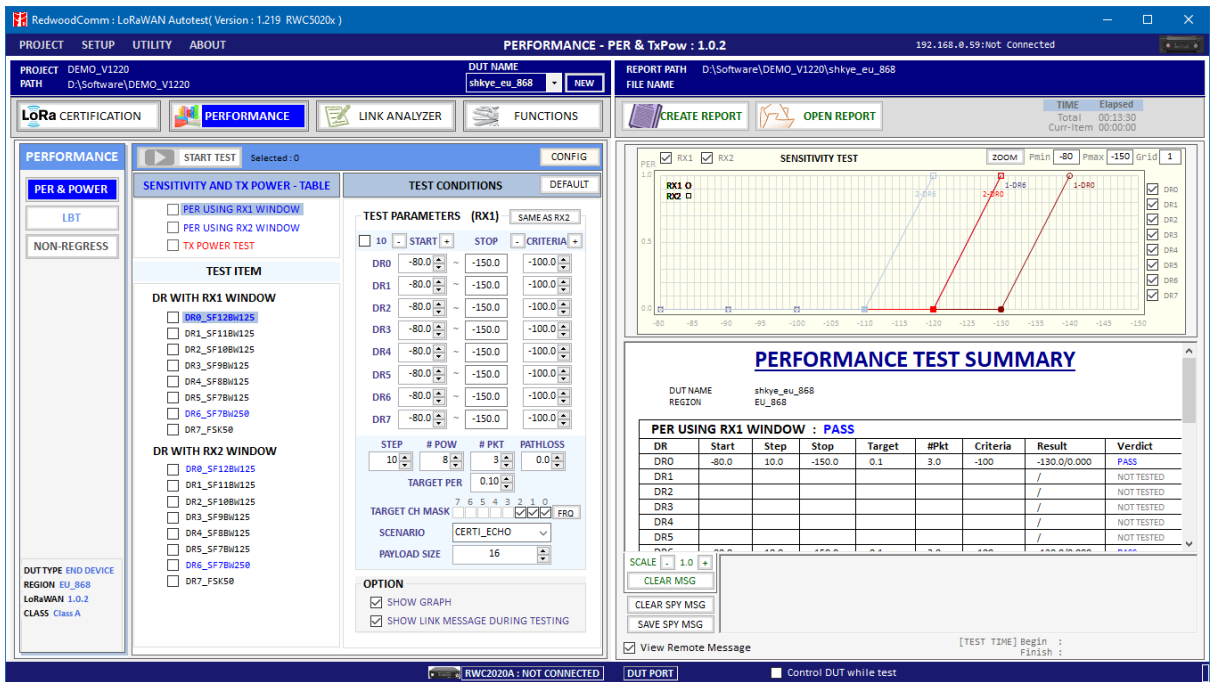 RedwoodComm : LoRaWAN Autotest( Version : 1.219 RWC5020x )
PROJECT SETUP UTILITY ABOUT
PERFORMANCE - PER & TxPow : 1.0.2
192.168.0.59:Not Connected
PROJECT DEMO_V1220
PATH D:\Software\DEMO_V1220
DUT NAME
shkye_eu_868 NEW
REPORT PATH D:\Software\DEMO_V1220\shkye_eu_868
FILE NAME
LoRa CERTIFICATION PERFORMANCE LINK ANALYZER FUNCTIONS
CREATE REPORT OPEN REPORT
TIME Elapsed
Total 00:13:30
Curr-Item 00:00:00
PERFORMANCE
PER & POWER
LBT
NON-REGRESS
DUT TYPE END DEVICE
REGION EU_868
LoRaWAN 1.0.2
CLASS Class A
START TEST Selected : 0 CONFIG
SENSITIVITY AND TX POWER - TABLE
PER USING RX1 WINDOW
PER USING RX2 WINDOW
TX POWER TEST
TEST ITEM
DR WITH RX1 WINDOW
DR0_SF12BW125
DR1_SF11BW125
DR2_SF10BW125
DR3_SF9BW125
DR4_SF8BW125
DR5_SF7BW125
DR6_SF7BW250
DR7_FSK50
DR WITH RX2 WINDOW
DR0_SF12BW125
DR1_SF11BW125
DR2_SF10BW125
DR3_SF9BW125
DR4_SF8BW125
DR5_SF7BW125
DR6_SF7BW250
DR7_FSK50
TEST CONDITIONS DEFAULT
TEST PARAMETERS (RX1) SAME AS RX2
10 - START + STOP - CRITERIA +
DR0 -80.0 ~ -150.0 -100.0
DR1 -80.0 ~ -150.0 -100.0
DR2 -80.0 ~ -150.0 -100.0
DR3 -80.0 ~ -150.0 -100.0
DR4 -80.0 ~ -150.0 -100.0
DR5 -80.0 ~ -150.0 -100.0
DR6 -80.0 ~ -150.0 -100.0
DR7 -80.0 ~ -150.0 -100.0
STEP # POW # PKT PATHLOSS
10 8 3 0.0
TARGET PER 0.10
7 6 5 4 3 2 1 0
TARGET CH MASK FRQ
SCENARIO CERTI_ECHO
PAYLOAD SIZE 16
OPTION
SHOW GRAPH
SHOW LINK MESSAGE DURING TESTING
PER RX1 RX2 SENSITIVITY TEST ZOOM Pmin -80 Pmax -150 Grid 1
1.0
0.5
0.0
RX1 O
RX2 □
2-DR6 2-DR0 1-DR6 1-DR0
-80 -85 -90 -95 -100 -105 -110 -115 -120 -125 -130 -135 -140 -145 -150
DR0
DR1
DR2
DR3
DR4
DR5
DR6
DR7
PERFORMANCE TEST SUMMARY
DUT NAME shkye_eu_868
REGION EU_868
PER USING RX1 WINDOW : PASS
DR Start Step Stop Target #Pkt Criteria Result Verdict
DR0 -80.0 10.0 -150.0 0.1 3.0 -100 -130.0/0.000 PASS
DR1 / NOT TESTED
DR2 / NOT TESTED
DR3 / NOT TESTED
DR4 / NOT TESTED
DR5 / NOT TESTED
DR6 -80.0 10.0 -150.0 0.1 3.0 -100 -130.0/0.000 PASS
SCALE - 1.0 +
CLEAR MSG
CLEAR SPY MSG
SAVE SPY MSG
View Remote Message
[TEST TIME] Begin :
Finish :
RWC2020A : NOT CONNECTED DUT PORT Control DUT while test